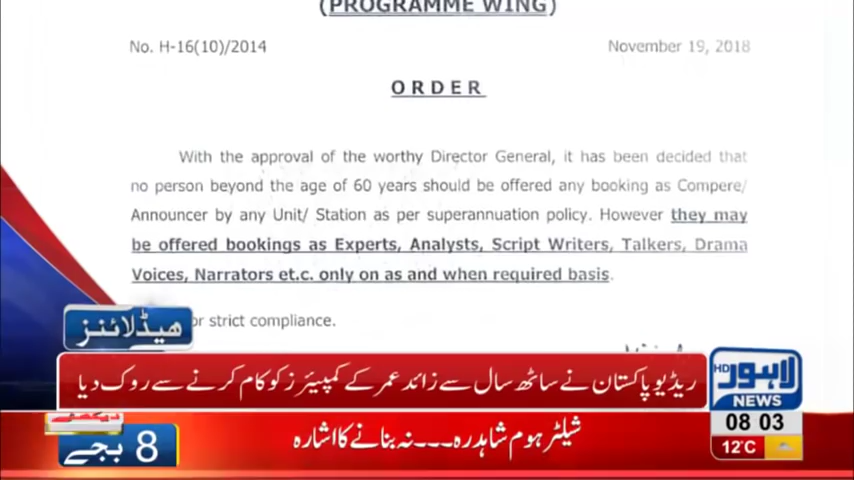 (PROGRAMME WING)
No. H-16(10)/2014
November 19, 2018
ORDER
With the approval of the worthy Director General, it has been decided that
no person beyond the age of 60 years should be offered any booking as Compere/
Announcer by any Unit/ Station as per superannuation policy. However they may
be offered bookings as Experts, Analysts, Script Writers, Talkers, Drama
Voices, Narrators et.c. only on as and when required basis.
or strict compliance.
ہیڈلائنز
ریڈیو پاکستان نے ساٹھ سال سے زائد عمر کے کمپیئرز کو کام کرنے سے روک دیا
HD لاہور
NEWS
08 03
12°C
8 بجے
شیلٹر ہوم شاہدرہ۔۔۔نہ بنانے کا اشارہ